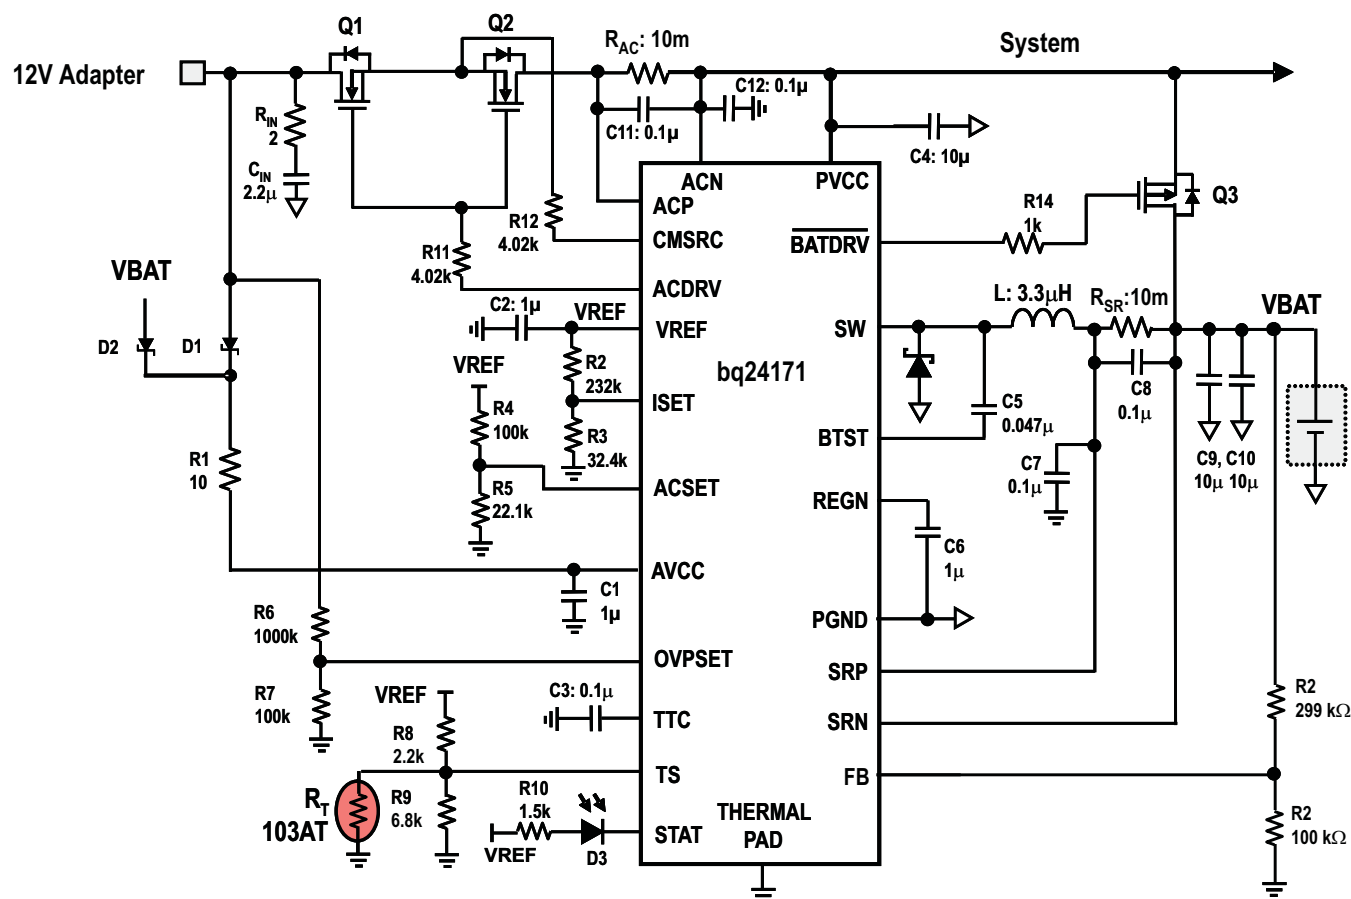 Q1
Q2
R_AC: 10m
System
12V Adapter
C12: 0.1µ
R_IN
2
C11: 0.1µ
C4: 10µ
C_IN
2.2µ
ACN
PVCC
ACP
R12
4.02k
CMSRC
R14
1k
Q3
BATDRV
R11
4.02k
VBAT
ACDRV
C2: 1µ
VREF
VREF
L: 3.3µH
R_SR:10m
VBAT
SW
D2
D1
VREF
R2
232k
bq24171
C8
0.1µ
R4
100k
ISET
C5
0.047µ
R3
32.4k
BTST
R1
10
C7
0.1µ
C9, C10
10µ 10µ
ACSET
R5
22.1k
REGN
C6
1µ
AVCC
C1
1µ
R6
1000k
PGND
OVPSET
SRP
R7
100k
VREF
C3: 0.1µ
TTC
R2
299 kΩ
SRN
R8
2.2k
TS
FB
R_T
103AT
R9
6.8k
R10
1.5k
THERMAL
PAD
R2
100 kΩ
STAT
VREF
D3